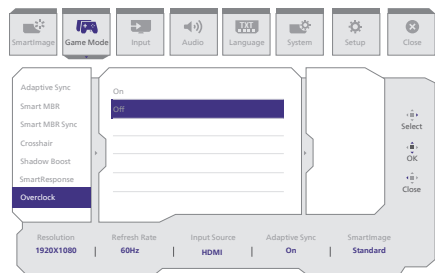 SmartImage Game Mode Input Audio Language System Setup Close
TXT
Adaptive Sync
Smart MBR
Smart MBR Sync
Crosshair
Shadow Boost
SmartResponse
Overclock
On
Off
Select
OK
Close
Resolution Refresh Rate Input Source Adaptive Sync SmartImage
1920X1080 | 60Hz | HDMI | On | Standard